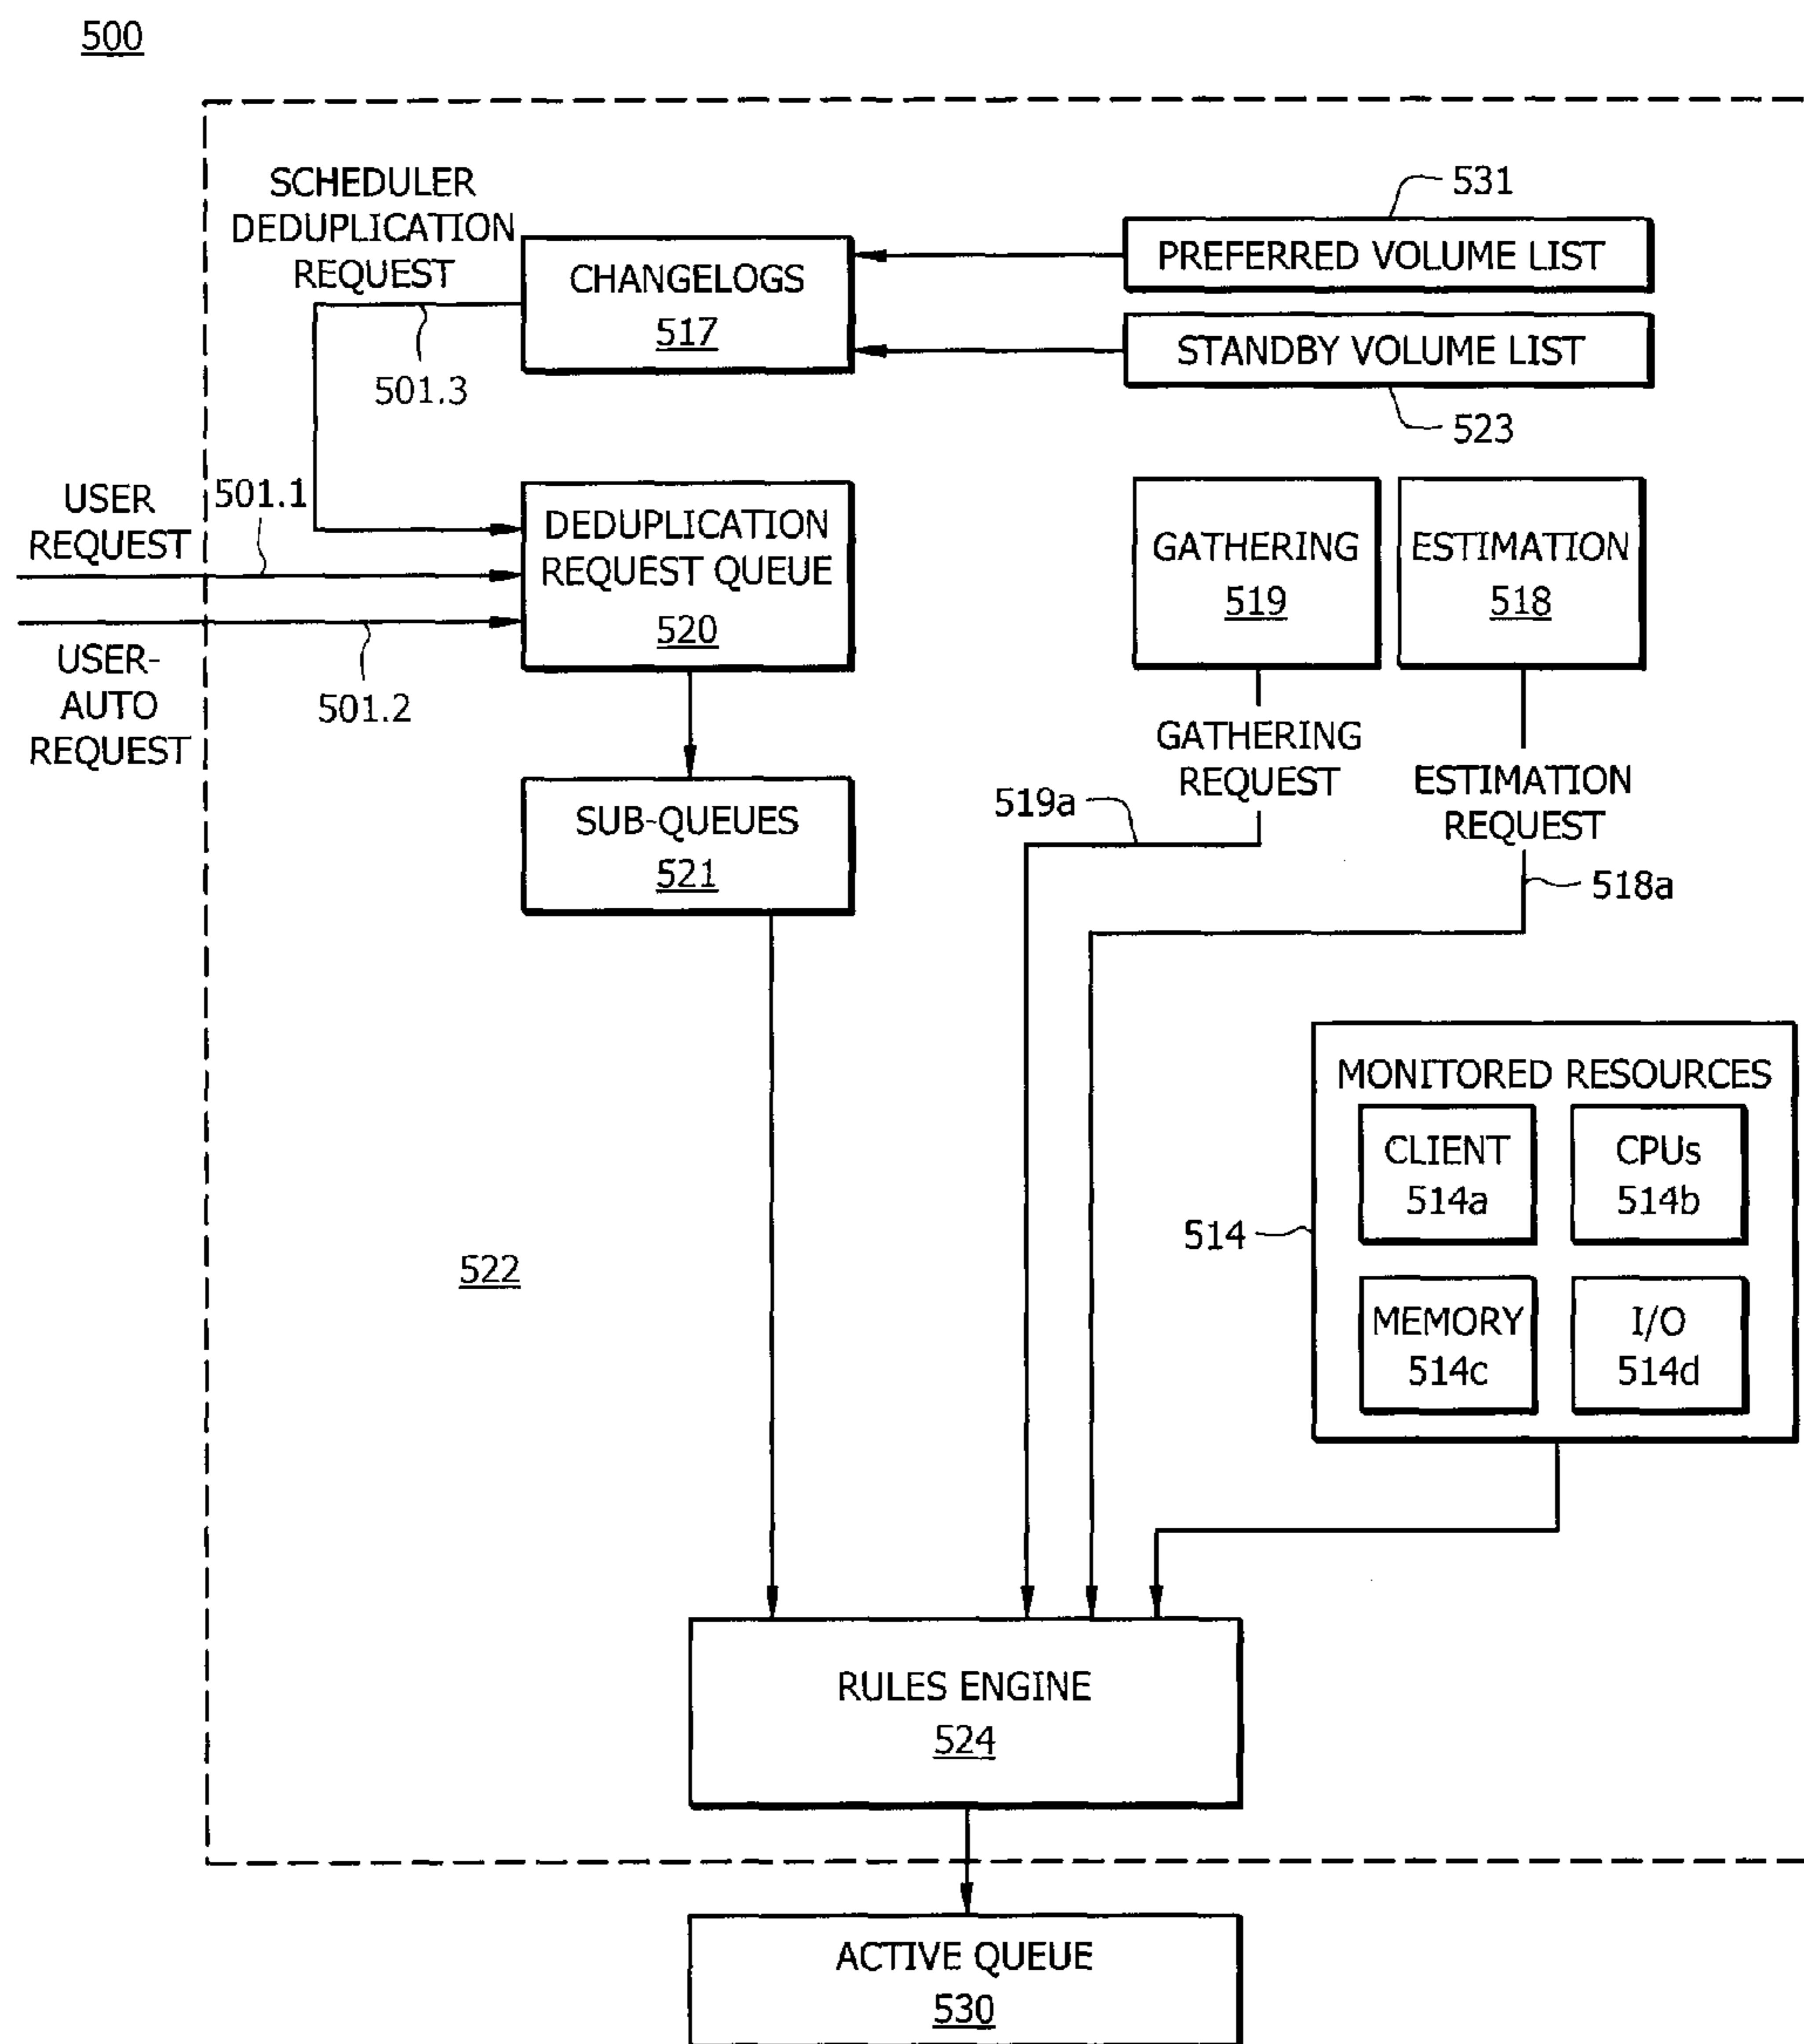 500
SCHEDULER
DEDUPLICATION
REQUEST
CHANGELOGS
517
501.3
531
PREFERRED VOLUME LIST
STANDBY VOLUME LIST
523
USER
REQUEST
501.1
USER-
AUTO
REQUEST
501.2
DEDUPLICATION
REQUEST QUEUE
520
GATHERING
519
ESTIMATION
518
GATHERING
REQUEST
519a
ESTIMATION
REQUEST
518a
SUB-QUEUES
521
MONITORED RESOURCES
CLIENT
514a
CPUs
514b
514
MEMORY
514c
I/O
514d
522
RULES ENGINE
524
ACTIVE QUEUE
530